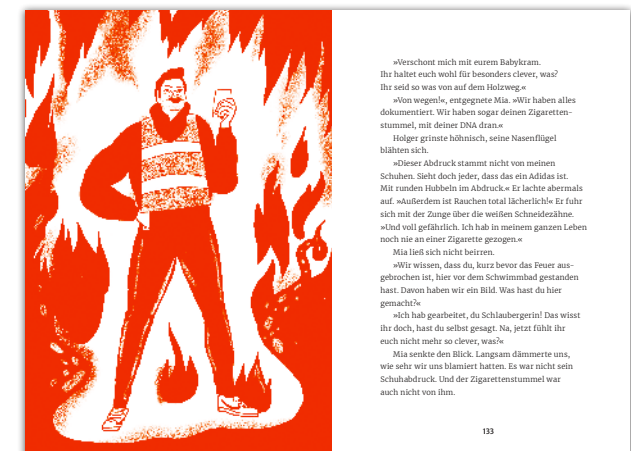 »Verschont mich mit eurem Babykram.
Ihr haltet euch wohl für besonders clever, was?
Ihr seid so was von auf dem Holzweg.«
»Von wegen!«, entgegnete Mia. »Wir haben alles
dokumentiert. Wir haben sogar deinen Zigaretten-
stummel, mit deiner DNA dran.«
Holger grinste höhnisch, seine Nasenflügel
blähten sich.
»Dieser Abdruck stammt nicht von meinen
Schuhen. Sieht doch jeder, dass das ein Adidas ist.
Mit runden Hubbeln im Abdruck.« Er lachte abermals
auf. »Außerdem ist Rauchen total lächerlich!« Er fuhr
sich mit der Zunge über die weißen Schneidezähne.
»Und voll gefährlich. Ich hab in meinem ganzen Leben
noch nie an einer Zigarette gezogen.«
Mia ließ sich nicht beirren.
»Wir wissen, dass du, kurz bevor das Feuer aus-
gebrochen ist, hier vor dem Schwimmbad gestanden
hast. Davon haben wir ein Bild. Was hast du hier
gemacht?«
»Ich hab gearbeitet, du Schlaubergerin! Das wisst
ihr doch, hast du selbst gesagt. Na, jetzt fühlt ihr
euch nicht mehr so clever, was?«
Mia senkte den Blick. Langsam dämmerte uns,
wie sehr wir uns blamiert hatten. Es war nicht sein
Schuhabdruck. Und der Zigarettenstummel war
auch nicht von ihm.
133